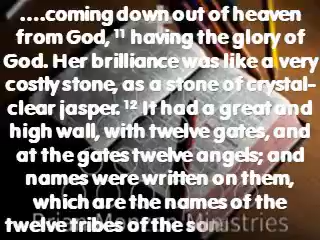 ....coming down out of heaven
from God, ¹¹ having the glory of
God. Her brilliance was like a very
costly stone, as a stone of crystal-
clear jasper. ¹² It had a great and
high wall, with twelve gates, and
at the gates twelve angels; and
names were written on them,
which are the names of the
twelve tribes of the